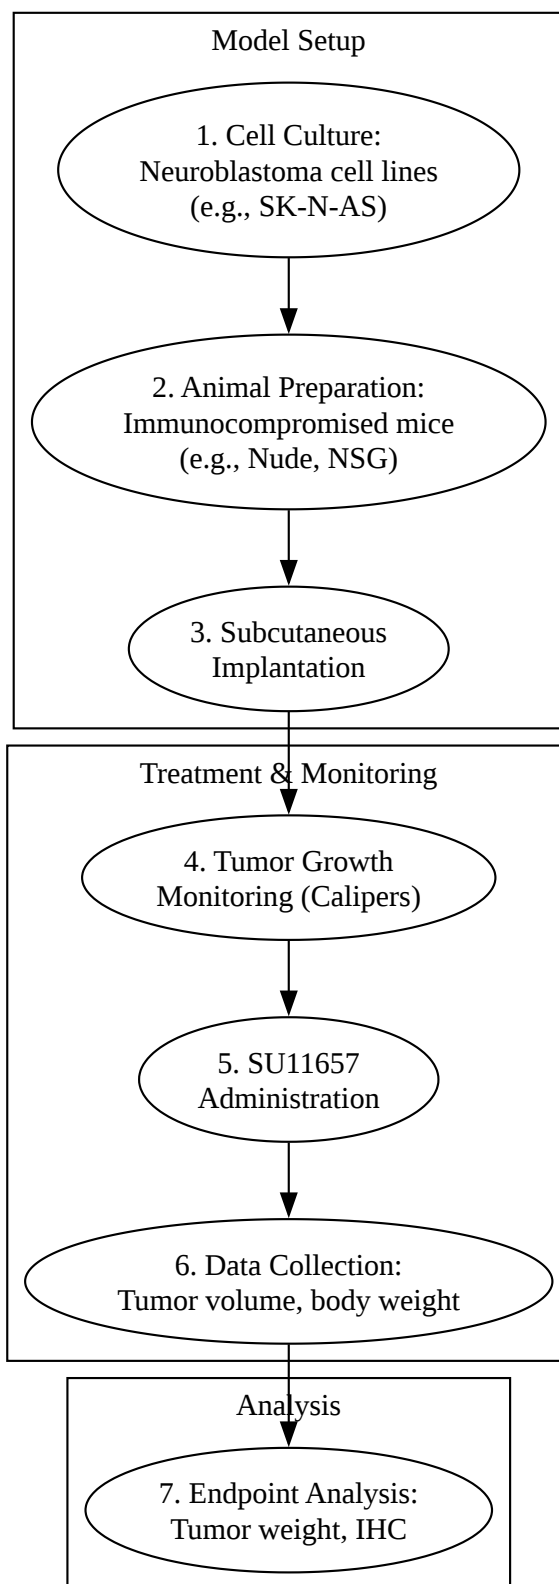 Model Setup
1. Cell Culture:
Neuroblastoma cell lines
(e.g., SK-N-AS)
2. Animal Preparation:
Immunocompromised mice
(e.g., Nude, NSG)
3. Subcutaneous
Implantation
Treatment & Monitoring
4. Tumor Growth
Monitoring (Calipers)
5. SU11657
Administration
6. Data Collection:
Tumor volume, body weight
Analysis
7. Endpoint Analysis:
Tumor weight, IHC